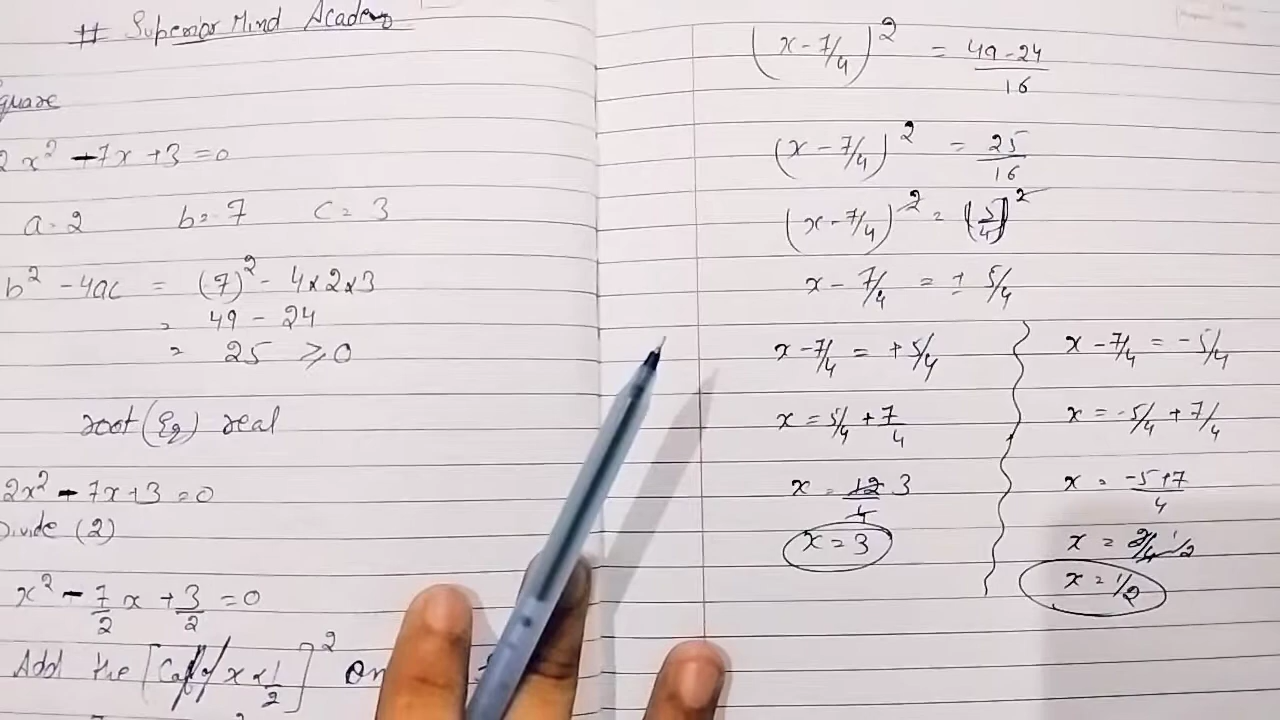 # Superior Mind Academy
quare
2x² - 7x + 3 = 0
a = 2 b = -7 c = 3
b² - 4ac = (-7)² - 4×2×3
= 49 - 24
= 25 ⩾ 0
root (Eq) real
2x² - 7x + 3 = 0
Divide (2)
x² - 7/2 x + 3/2 = 0
Add the [Coff of x × 1/2]² on
(x - 7/4)² = 49 - 24/16
(x - 7/4)² = 25/16
(x - 7/4)² = (5/4)²
x - 7/4 = ± 5/4
x - 7/4 = + 5/4
x = 5/4 + 7/4
x = 12/4 3
x = 3
x - 7/4 = - 5/4
x = -5/4 + 7/4
x = -5+7/4
x = 2/4 1/2
x = 1/2